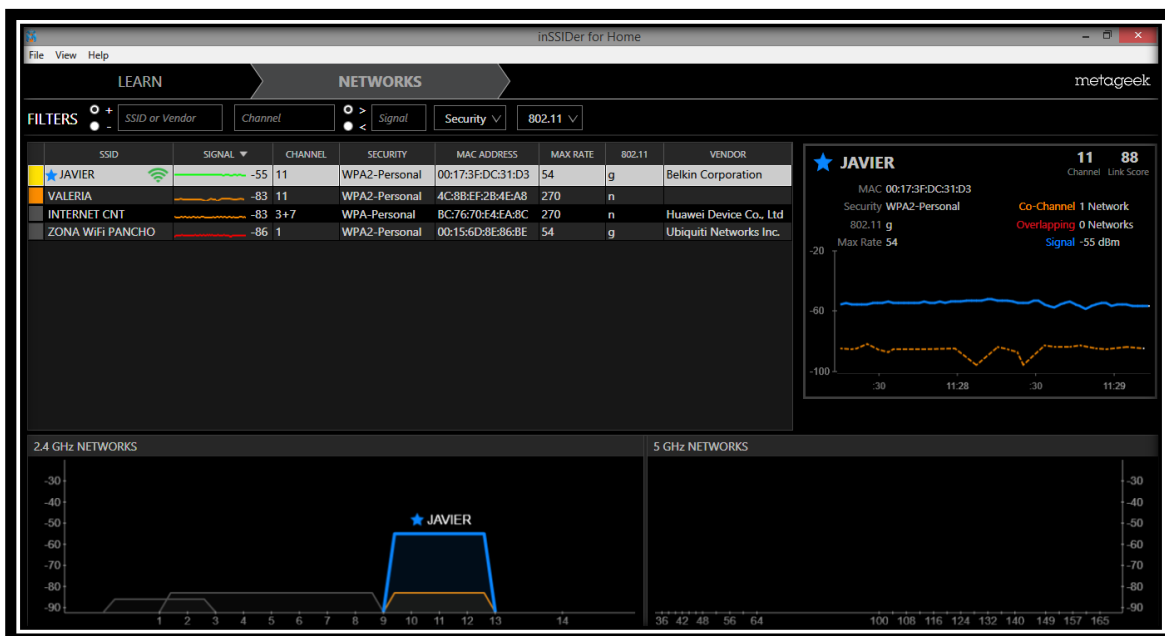 inSSIDer for Home
File View Help
LEARN NETWORKS metageek
FILTERS + - SSID or Vendor Channel > < Signal Security 802.11
SSID SIGNAL CHANNEL SECURITY MAC ADDRESS MAX RATE 802.11 VENDOR
JAVIER -55 11 WPA2-Personal 00:17:3F:DC:31:D3 54 g Belkin Corporation
VALERIA -83 11 WPA2-Personal 4C:8B:EF:2B:4E:A8 270 n
INTERNET CNT -83 3+7 WPA-Personal BC:76:70:E4:EA:8C 270 n Huawei Device Co., Ltd
ZONA WiFi PANCHO -86 1 WPA2-Personal 00:15:6D:8E:86:BE 54 g Ubiquiti Networks Inc.
JAVIER 11 88
Channel Link Score
MAC 00:17:3F:DC:31:D3
Security WPA2-Personal Co-Channel 1 Network
802.11 g Overlapping 0 Networks
Max Rate 54 Signal -55 dBm
-20
-60
-100
:30 11:28 :30 11:29
2.4 GHz NETWORKS
-30
-40
-50
-60
-70
-80
-90
JAVIER
1 2 3 4 5 6 7 8 9 10 11 12 13 14
5 GHz NETWORKS
-30
-40
-50
-60
-70
-80
-90
36 42 48 56 64 100 108 116 124 132 140 149 157 165